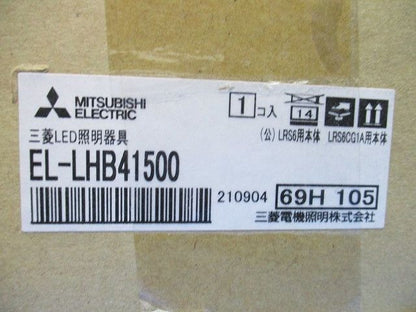 MITSUBISHI
ELECTRIC
1コ入
14
三菱LED照明器具
(公) LRS6用本体 LRS6CG1A用本体
EL-LHB41500
210904
69H 105
三菱電機照明株式会社